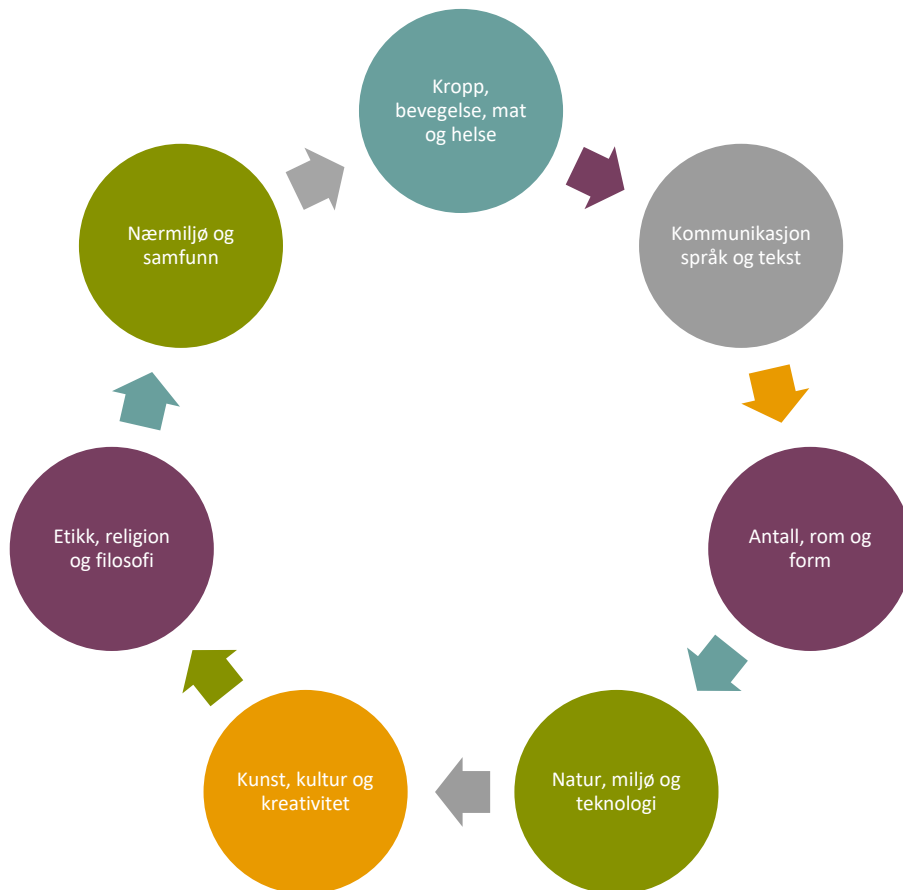 Kropp,
bevegelse, mat
og helse
Kommunikasjon
språk og tekst
Antall, rom og
form
Natur, miljø og
teknologi
Kunst, kultur og
kreativitet
Etikk, religion
og filosofi
Nærmiljø og
samfunn